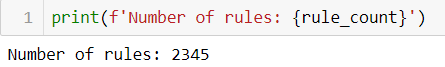 1 print(f'Number of rules: {rule_count}')
Number of rules: 2345